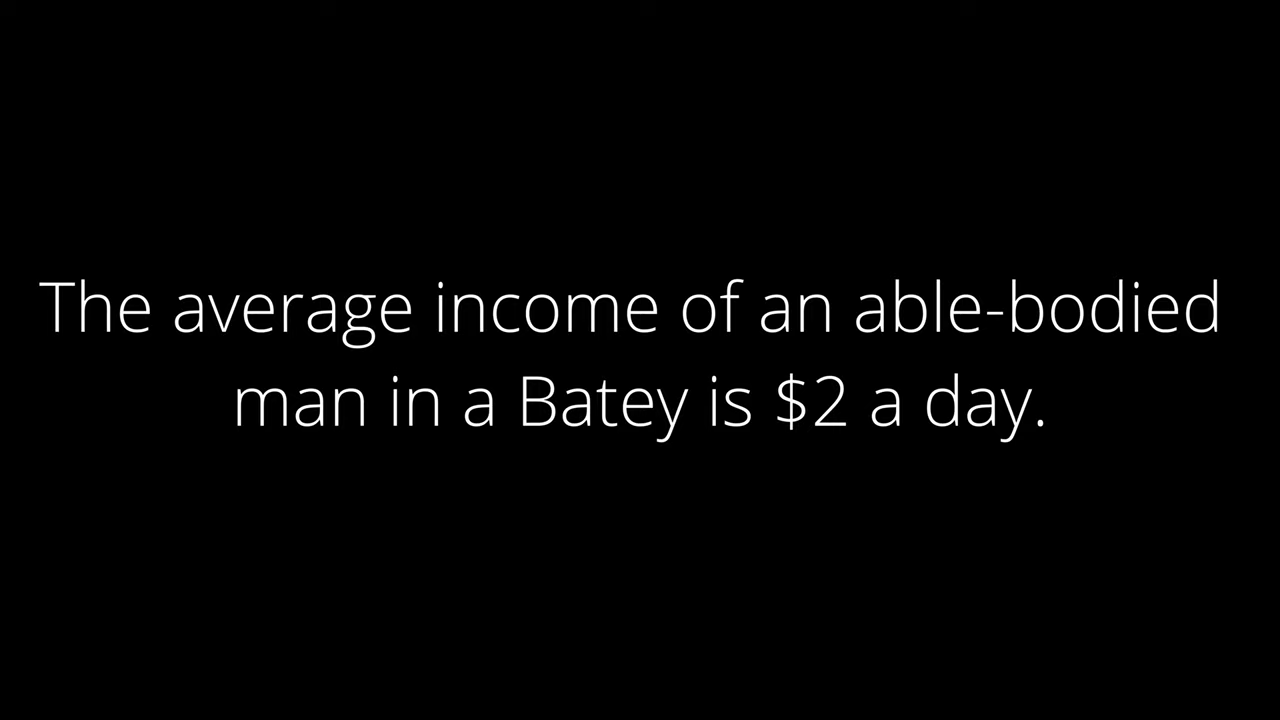 The average income of an able-bodied
man in a Batey is $2 a day.